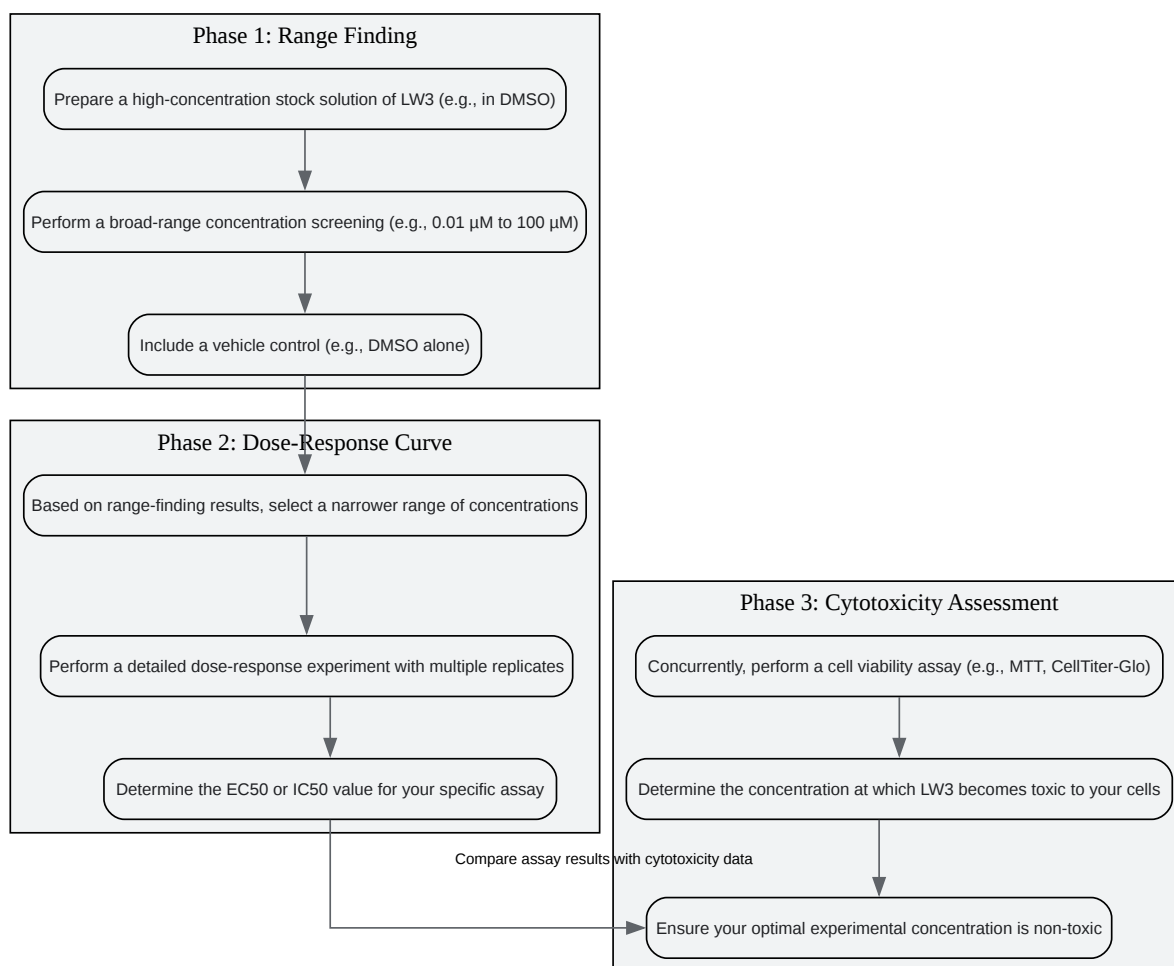 Phase 1: Range Finding
Prepare a high-concentration stock solution of LW3 (e.g., in DMSO)
Perform a broad-range concentration screening (e.g., 0.01 µM to 100 µM)
Include a vehicle control (e.g., DMSO alone)
Phase 2: Dose-Response Curve
Based on range-finding results, select a narrower range of concentrations
Perform a detailed dose-response experiment with multiple replicates
Determine the EC50 or IC50 value for your specific assay
Phase 3: Cytotoxicity Assessment
Concurrently, perform a cell viability assay (e.g., MTT, CellTiter-Glo)
Determine the concentration at which LW3 becomes toxic to your cells
Compare assay results with cytotoxicity data
Ensure your optimal experimental concentration is non-toxic